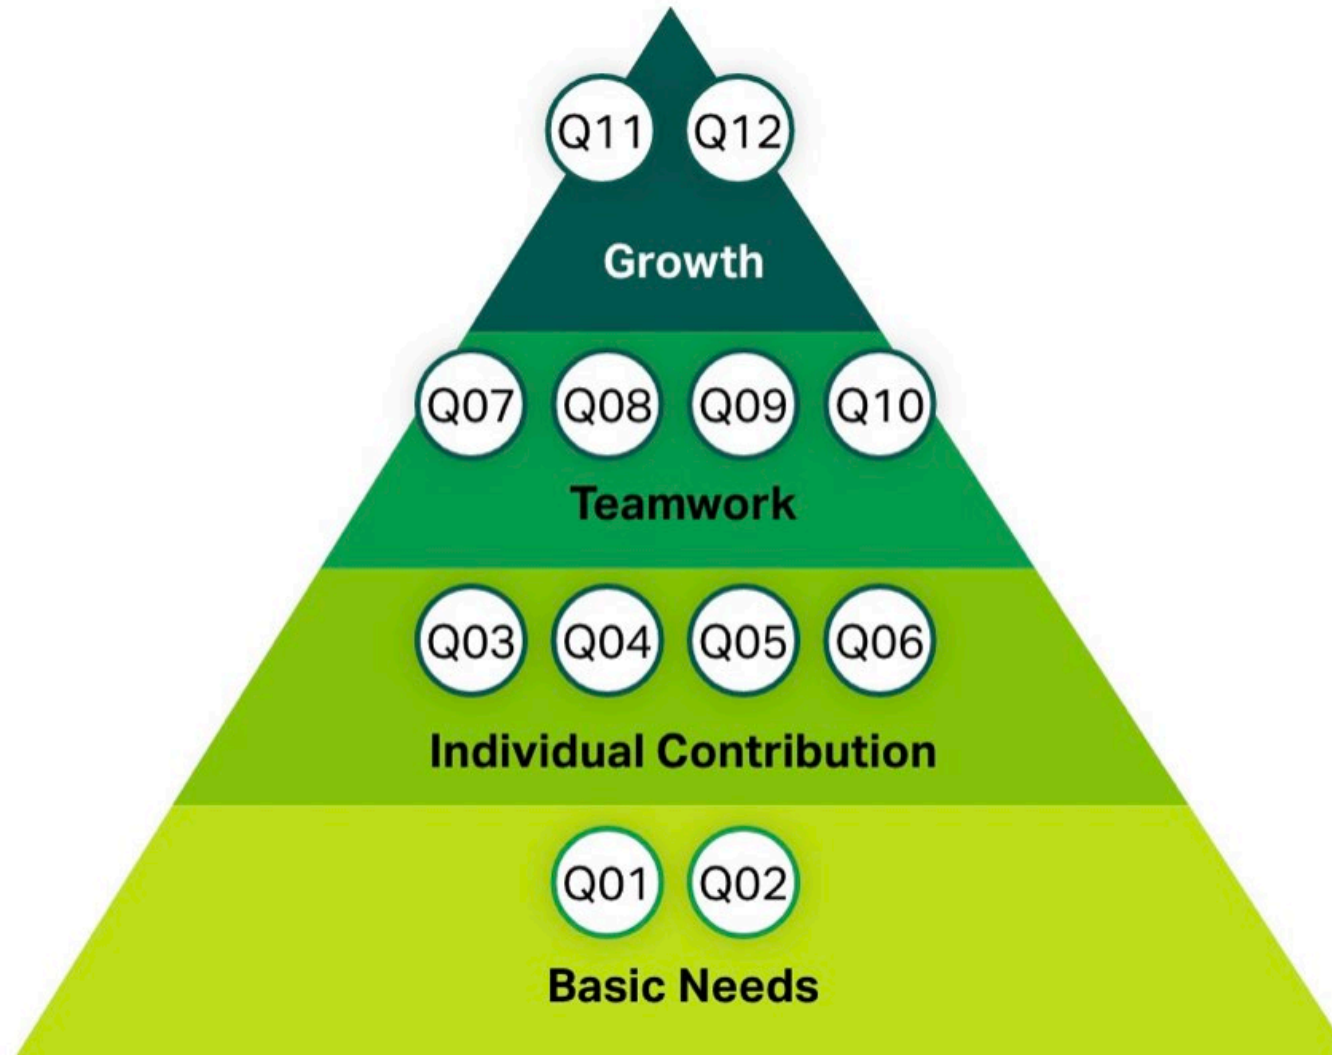 Q11 Q12
Growth
Q07 Q08 Q09 Q10
Teamwork
Q03 Q04 Q05 Q06
Individual Contribution
Q01 Q02
Basic Needs